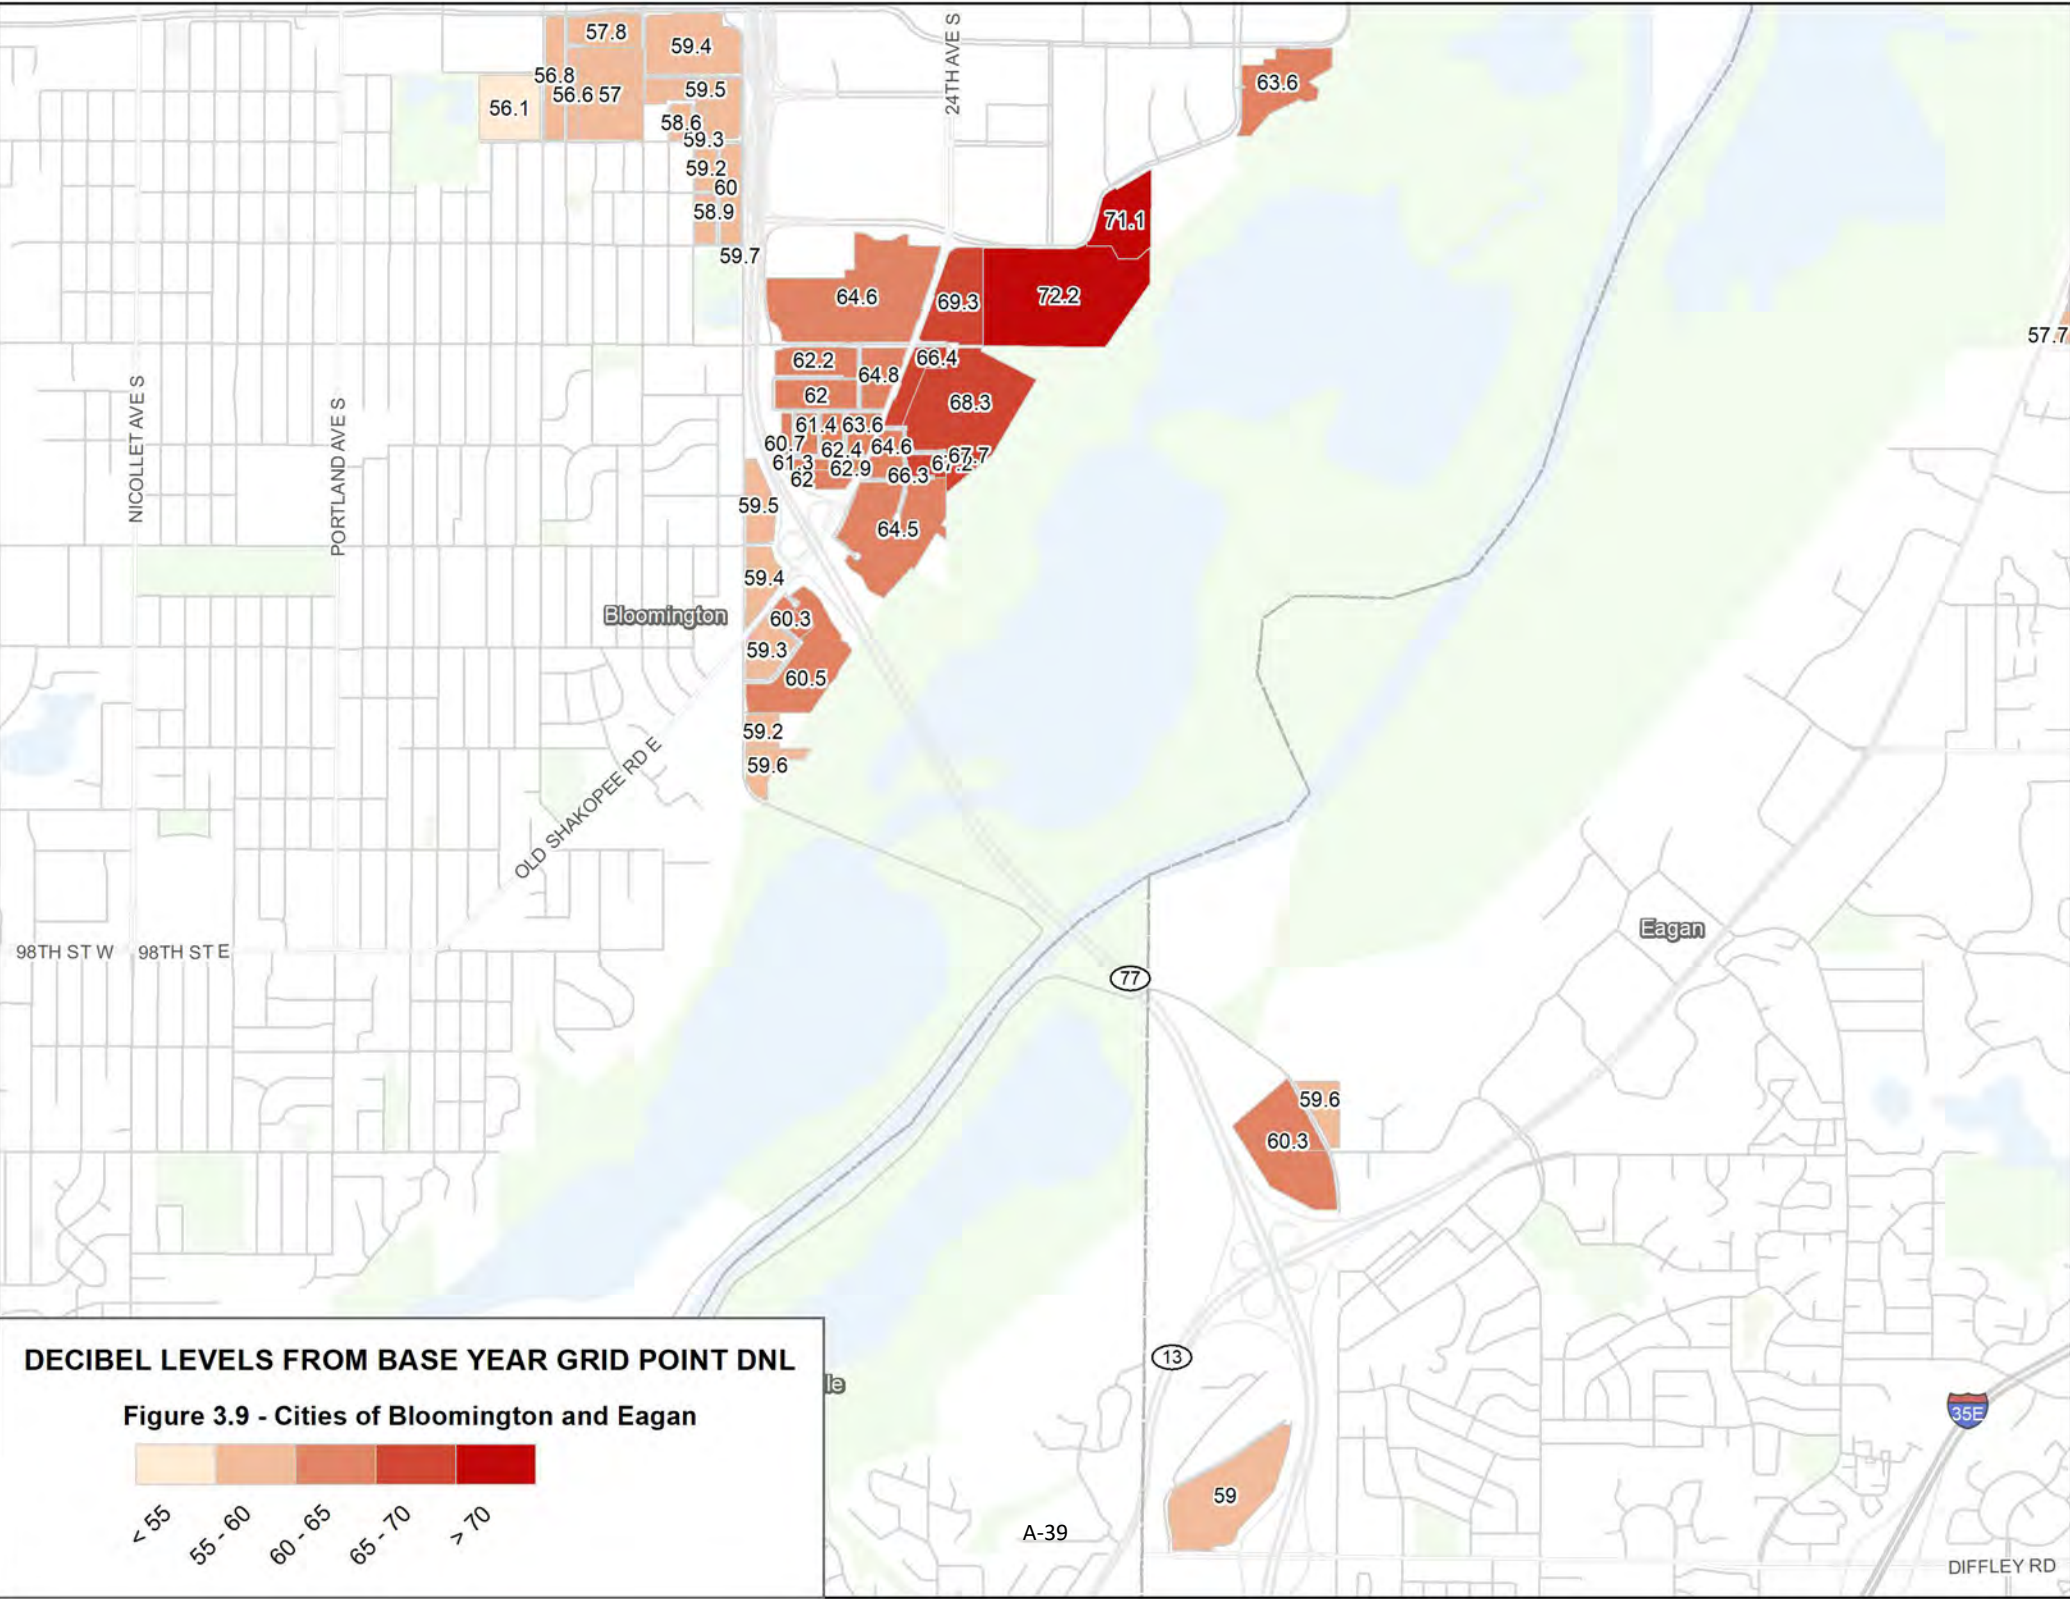 57.8
59.4
24TH AVE S
56.8
63.6
56.6
57
59.5
56.1
58.6
59.3
59.2
60
58.9
71.1
59.7
64.6
69.3
72.2
57.7
62.2
66.4
64.8
NICOLLET AVE S
PORTLAND AVE S
62
68.3
61.4
63.6
60.7
62.4
64.6
67.7
61.3
62.9
62
66.3
59.5
64.5
59.4
Bloomington
60.3
59.3
60.5
59.2
59.6
OLD SHAKOPEE RD E
Eagan
98TH ST W
98TH ST E
77
59.6
60.3
13
le
35E
59
A-39
DIFFLEY RD
DECIBEL LEVELS FROM BASE YEAR GRID POINT DNL
Figure 3.9 - Cities of Bloomington and Eagan
< 55
55 - 60
60 - 65
65 - 70
> 70